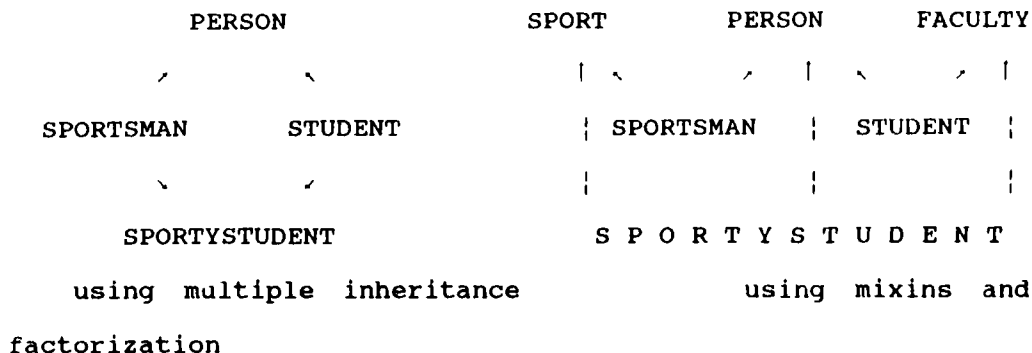 PERSON SPORT PERSON FACULTY
SPORTSMAN STUDENT SPORTSMAN STUDENT
SPORTYSTUDENT S P O R T Y S T U D E N T
using multiple inheritance using mixins and
factorization